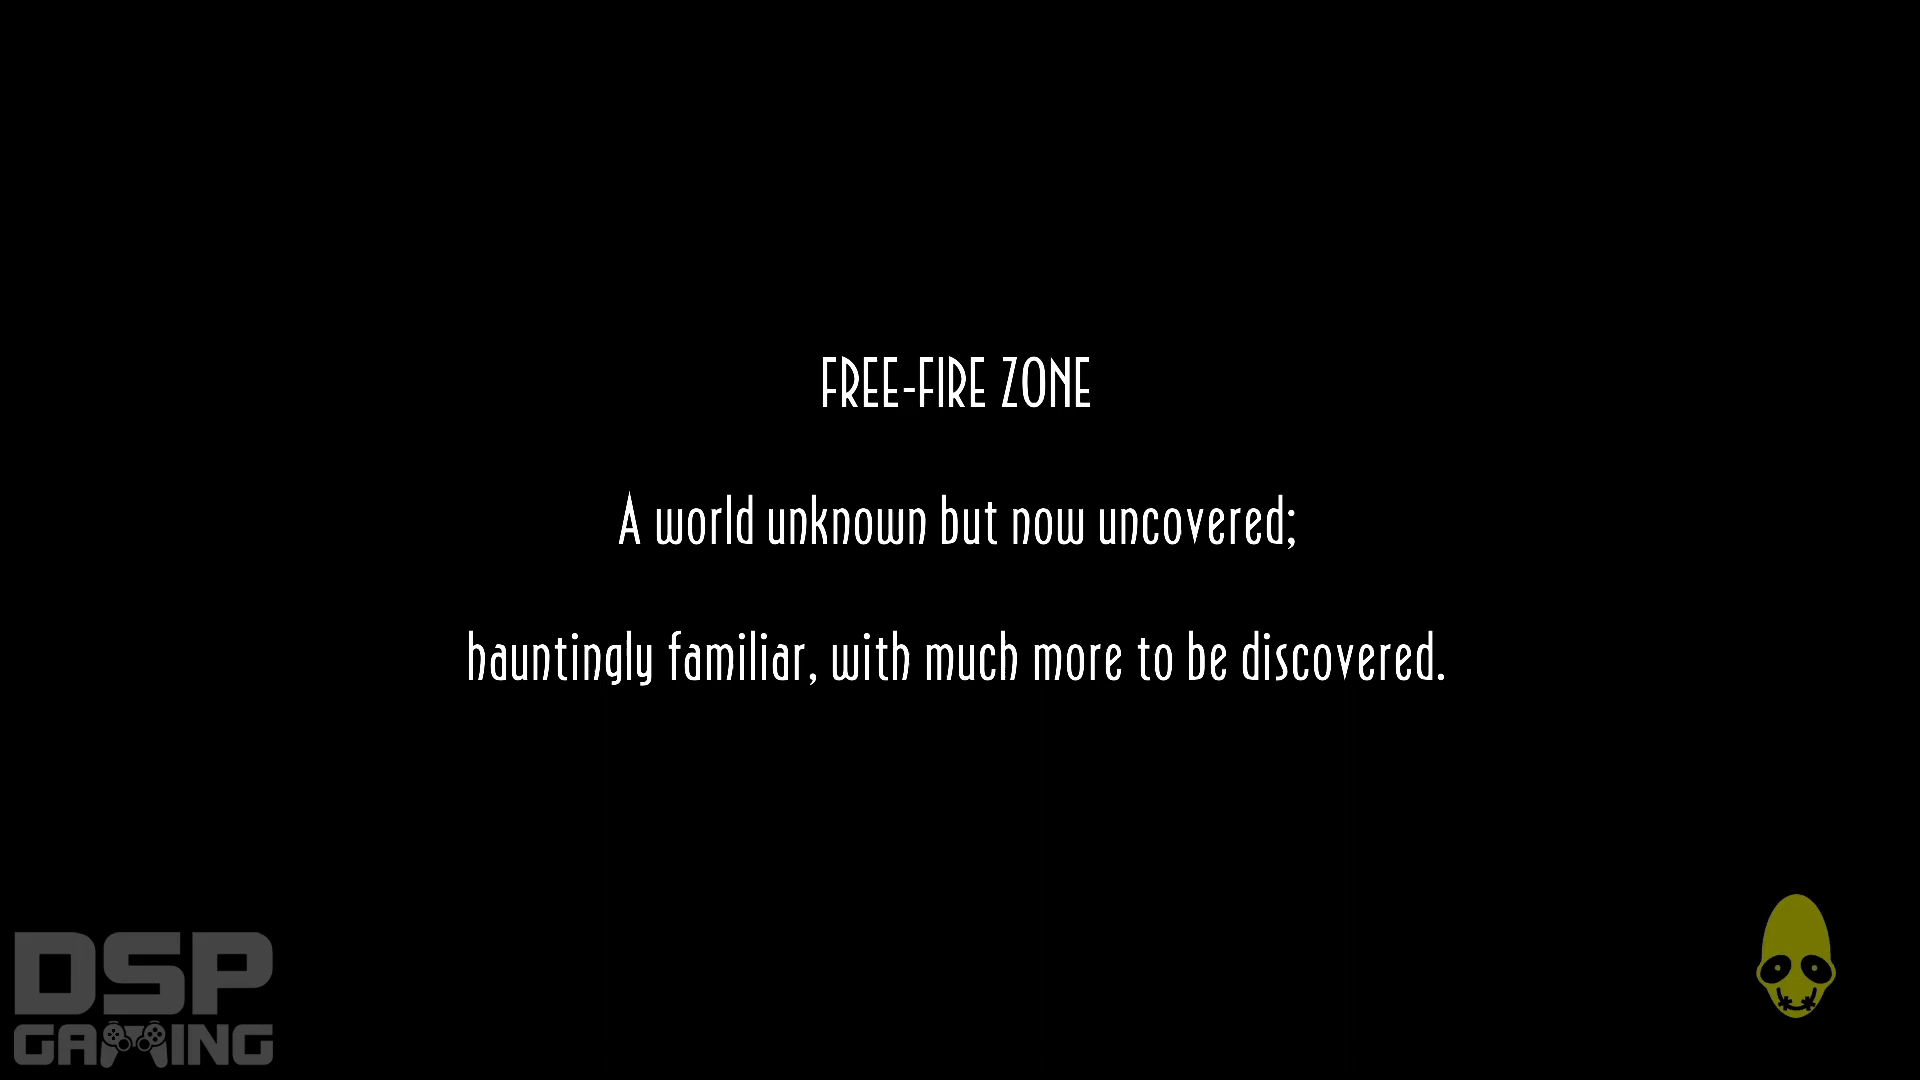 FREE-FIRE ZONE
A world unknown but now uncovered;
hauntingly familiar, with much more to be discovered.
DSP
GAMING